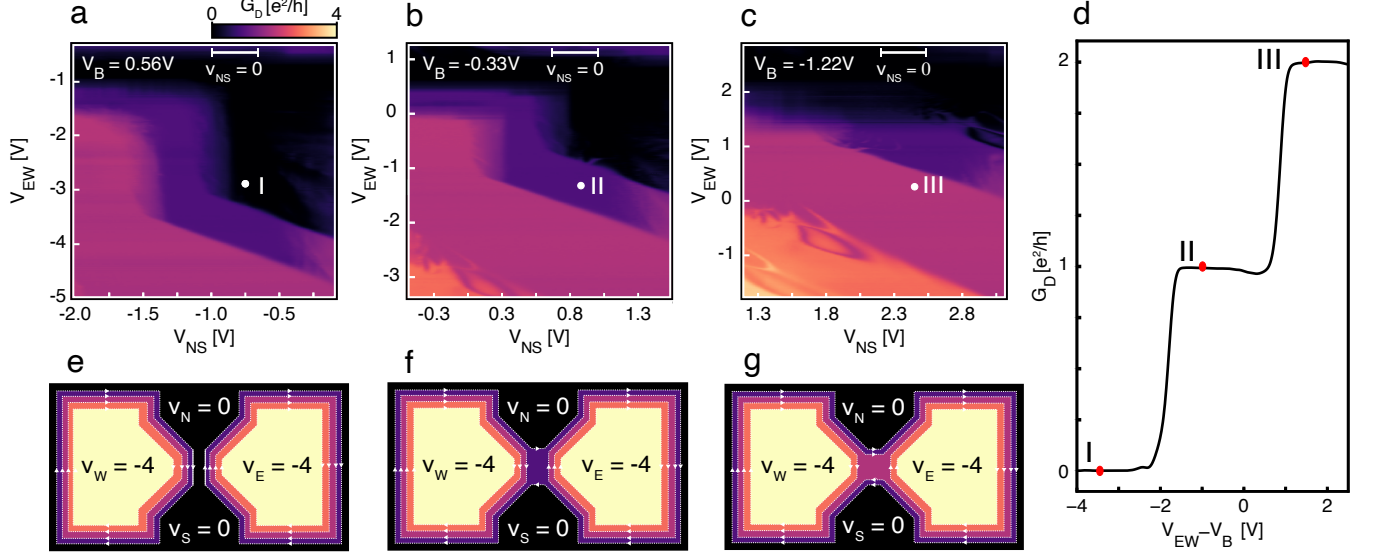 a
G_D [e²/h]
0
4
V_B = 0.56V
ν_NS = 0
I
-1
-2
-3
-4
-5
V_EW [V]
-2.0
-1.5
-1.0
-0.5
V_NS [V]
b
V_B = -0.33V
ν_NS = 0
II
1
0
-1
-2
-3
V_EW [V]
-0.3
0.3
0.8
1.3
V_NS [V]
c
V_B = -1.22V
ν_NS = 0
III
2
1
0
-1
V_EW [V]
1.3
1.8
2.3
2.8
V_NS [V]
d
G_D [e²/h]
2
1
0
I
II
III
−4
−2
0
2
V_EW–V_B [V]
e
ν_N = 0
ν_W = -4
ν_E = -4
ν_S = 0
f
ν_N = 0
ν_W = -4
ν_E = -4
ν_S = 0
g
ν_N = 0
ν_W = -4
ν_E = -4
ν_S = 0